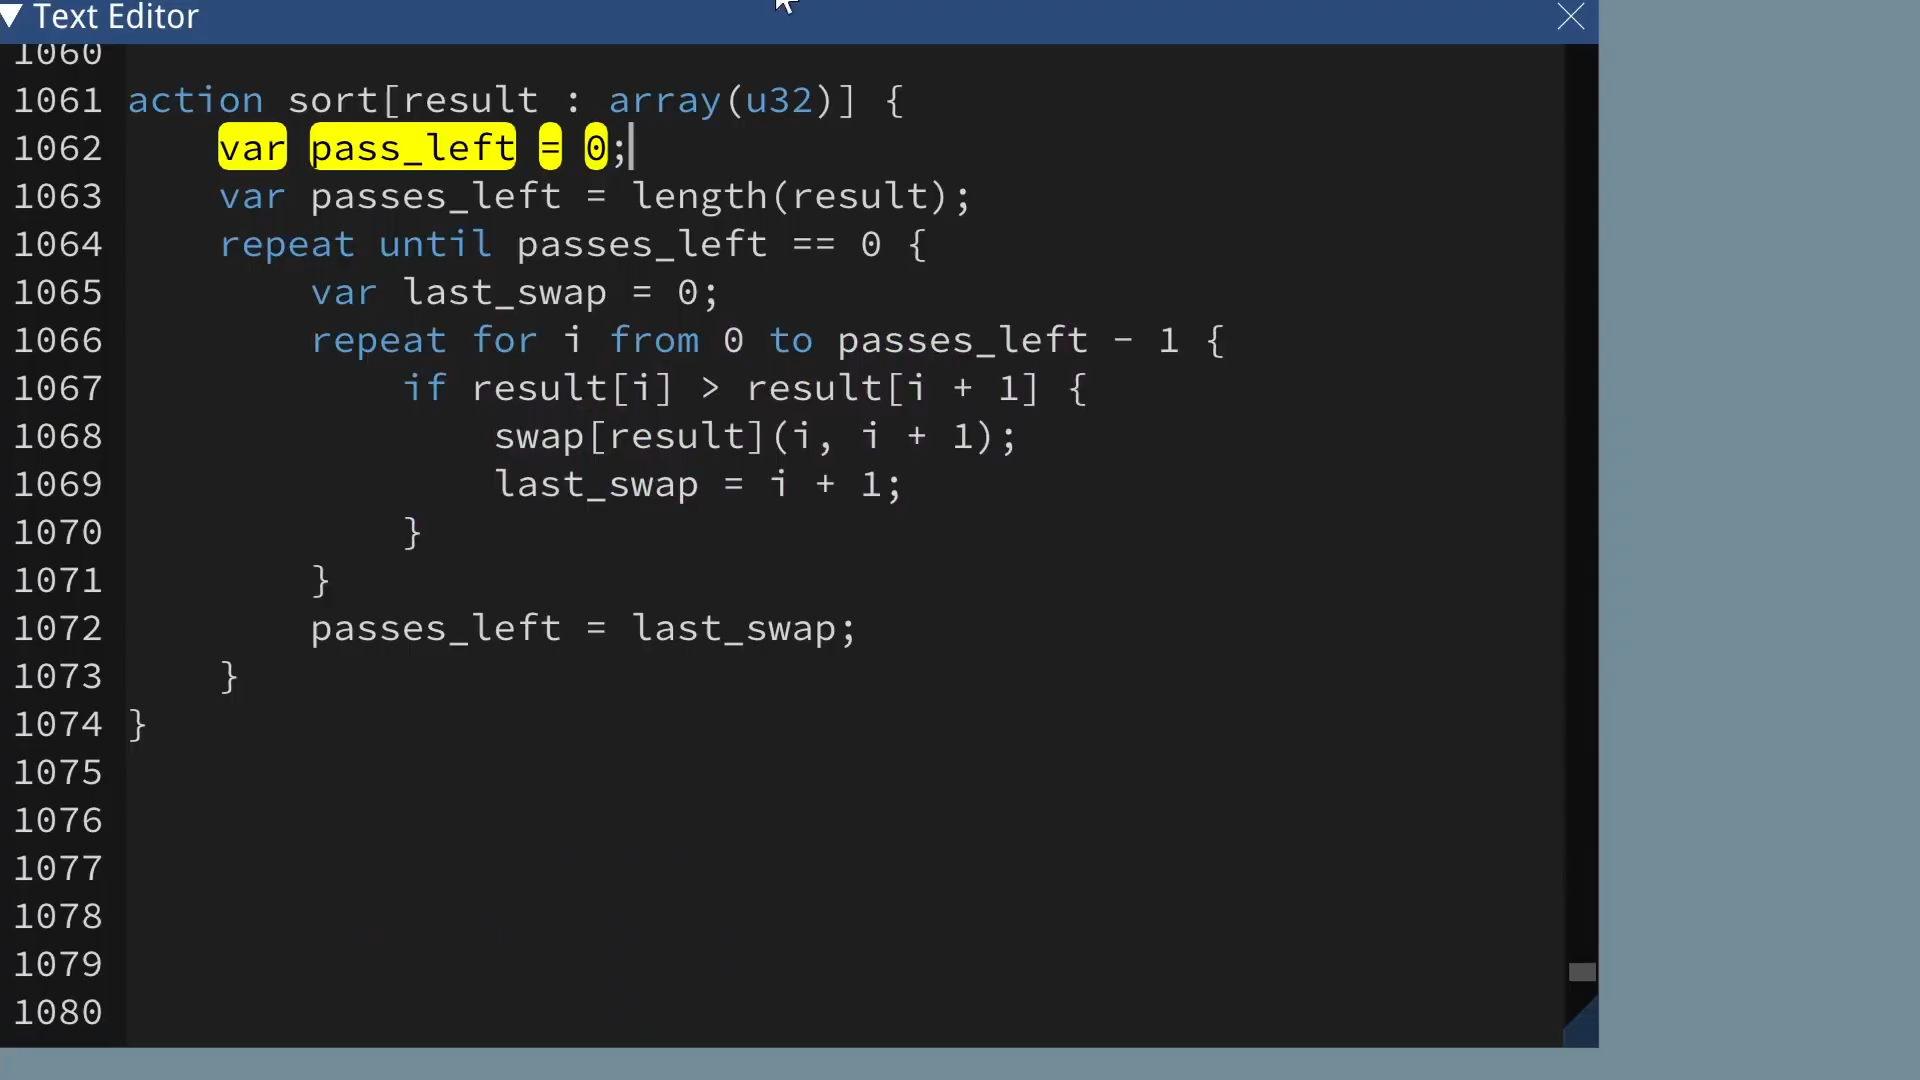 Text Editor
1060
1061 action sort[result : array(u32)] {
1062     var pass_left = 0;
1063     var passes_left = length(result);
1064     repeat until passes_left == 0 {
1065         var last_swap = 0;
1066         repeat for i from 0 to passes_left - 1 {
1067             if result[i] > result[i + 1] {
1068                 swap[result](i, i + 1);
1069                 last_swap = i + 1;
1070             }
1071         }
1072         passes_left = last_swap;
1073     }
1074 }
1075
1076
1077
1078
1079
1080